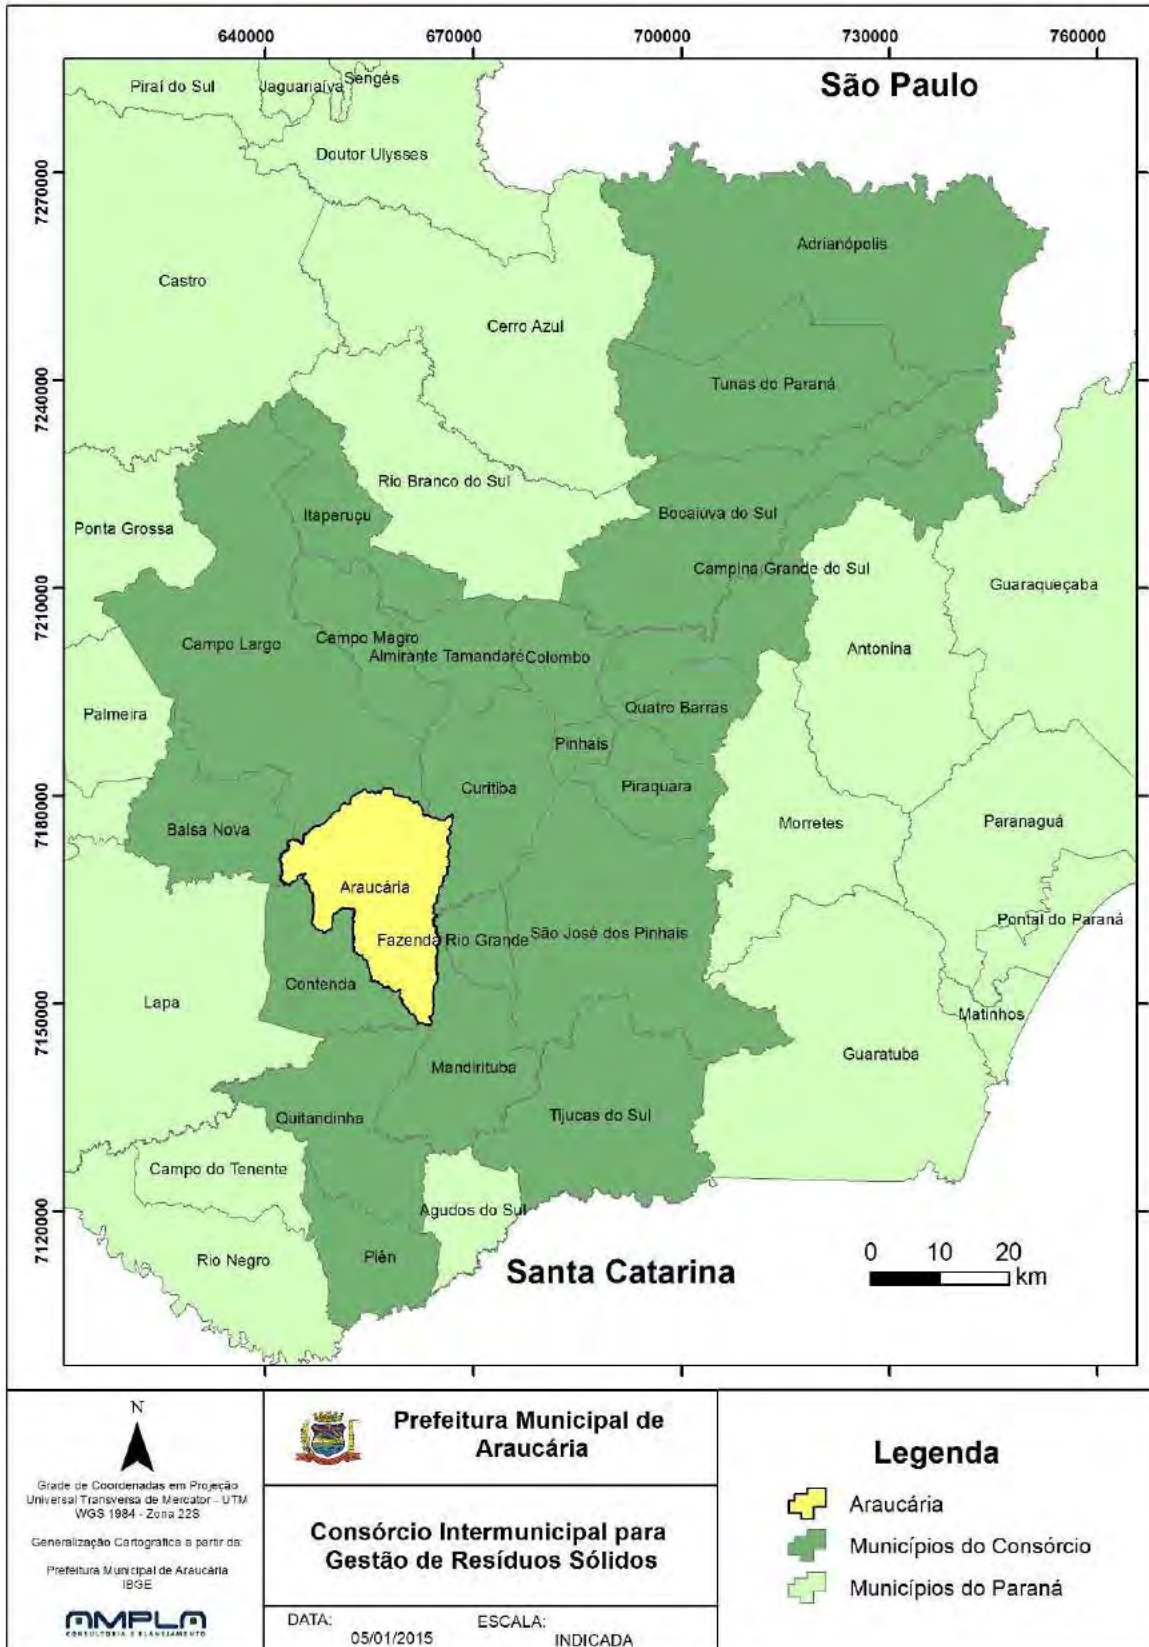 640000 670000 700000 730000 760000
São Paulo
Piraí do Sul
Jaguariaíva
Sengés
Doutor Ulysses
7270000
Adrianópolis
Castro
Cerro Azul
7240000
Tunas do Paraná
Rio Branco do Sul
Itaperuçu
Bocaiúva do Sul
Ponta Grossa
Campina Grande do Sul
Guaraqueçaba
7210000
Campo Largo
Campo Magro
Almirante Tamandaré
Colombo
Antonina
Palmeira
Quatro Barras
Pinhais
Curitiba
Piraquara
7180000
Balsa Nova
Morretes
Paranaguá
Araucária
Pontal do Paraná
Fazenda Rio Grande
São José dos Pinhais
Contenda
Lapa
7150000
Matinhos
Guaratuba
Mandirituba
Quitandinha
Tijucas do Sul
Campo do Tenente
7120000
Agudos do Sul
Rio Negro
Piên
Santa Catarina
0 10 20
km
N
Grade de Coordenadas em Projeção
Universal Transversa de Mercator - UTM
WGS 1984 - Zona 22S
Generalização Cartográfica a partir da:
Prefeitura Municipal de Araucária
IBGE
AMPLA
CONSULTORIA E PLANEJAMENTO
Prefeitura Municipal de
Araucária
Consórcio Intermunicipal para
Gestão de Resíduos Sólidos
DATA: ESCALA:
05/01/2015 INDICADA
Legenda
Araucária
Municípios do Consórcio
Municípios do Paraná